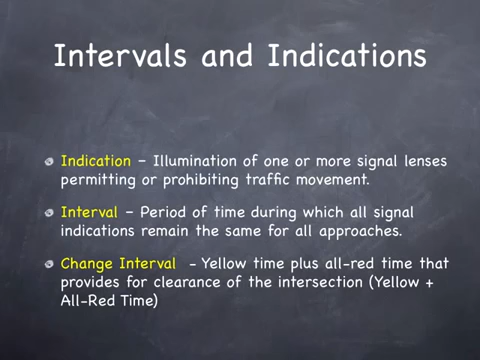 Intervals and Indications
Indication – Illumination of one or more signal lenses
permitting or prohibiting traffic movement.
Interval – Period of time during which all signal
indications remain the same for all approaches.
Change Interval - Yellow time plus all-red time that
provides for clearance of the intersection (Yellow +
All-Red Time)